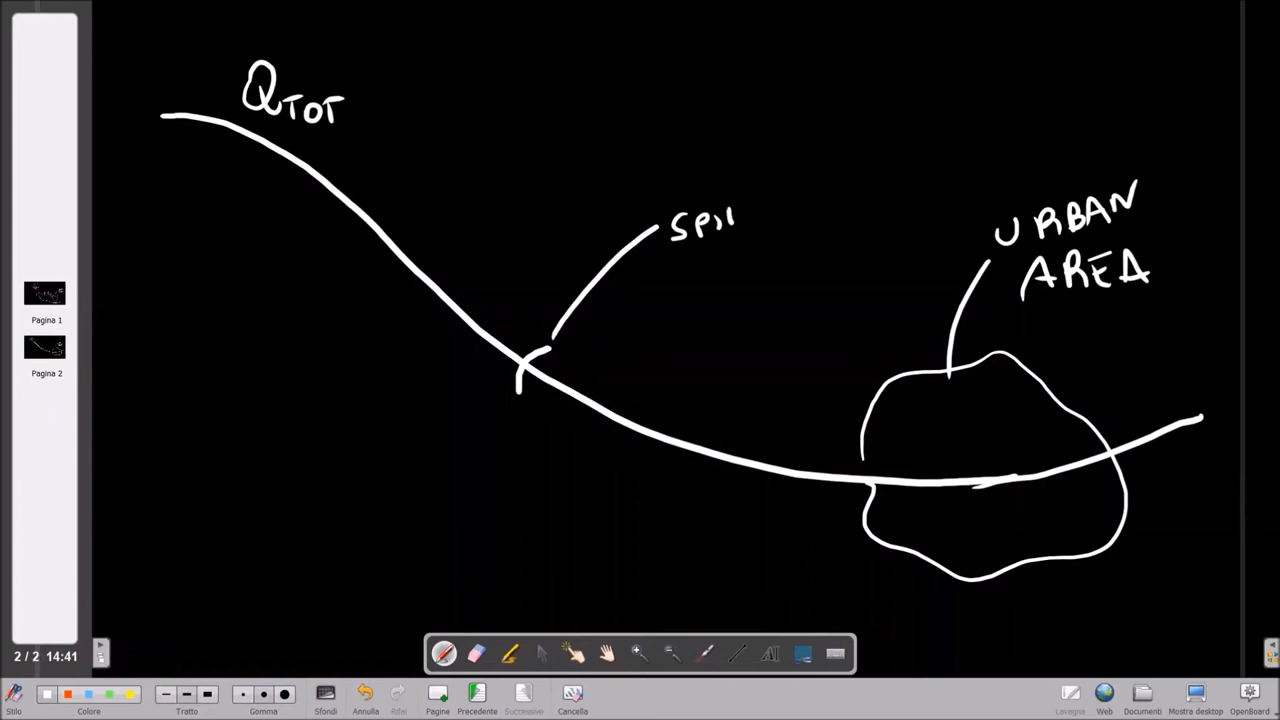 QTOT
SPIL
URBAN
AREA
Pagina 1
Pagina 2
2 / 2 14:41
Stilo
Colore
Tratto
Gomma
Sfondi
Annulla
Rifai
Pagine
Precedente
Successivo
Cancella
Lavagna
Web
Documenti
Mostra desktop
OpenBoard